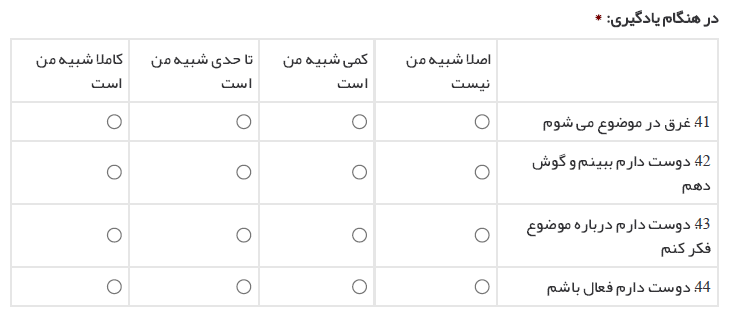 در هنگام یادگیری: *
اصلا شبیه من نیست
کمی شبیه من است
تا حدی شبیه من است
کاملا شبیه من است
41. غرق در موضوع می شوم
42. دوست دارم ببینم و گوش
دهم
43. دوست دارم درباره موضوع
فکر کنم
44. دوست دارم فعال باشم